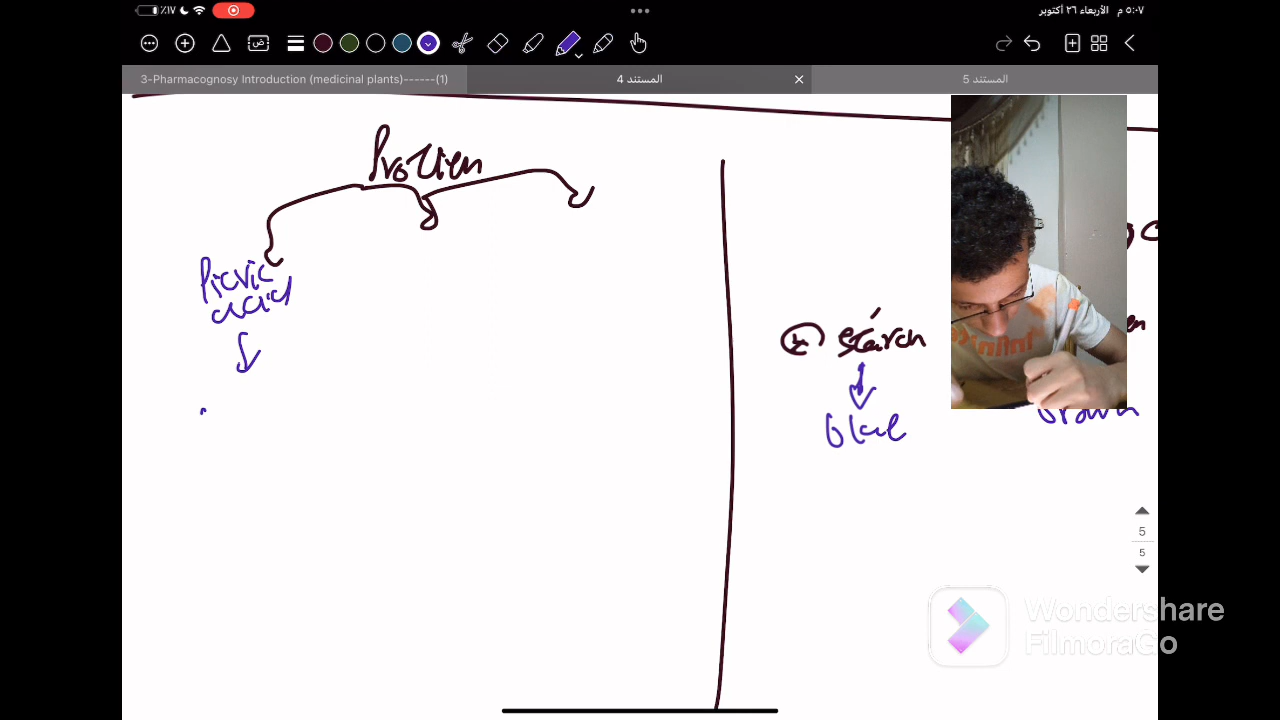 ٪١٧
٥:٠٧ م الأربعاء ٢٦ أكتوبر
3-Pharmacognosy Introduction (medicinal plants)------(1)
المستند 4
المستند 5
Protien
Picric
acid
starch
blue
5
5
Wondershare
FilmoraGo